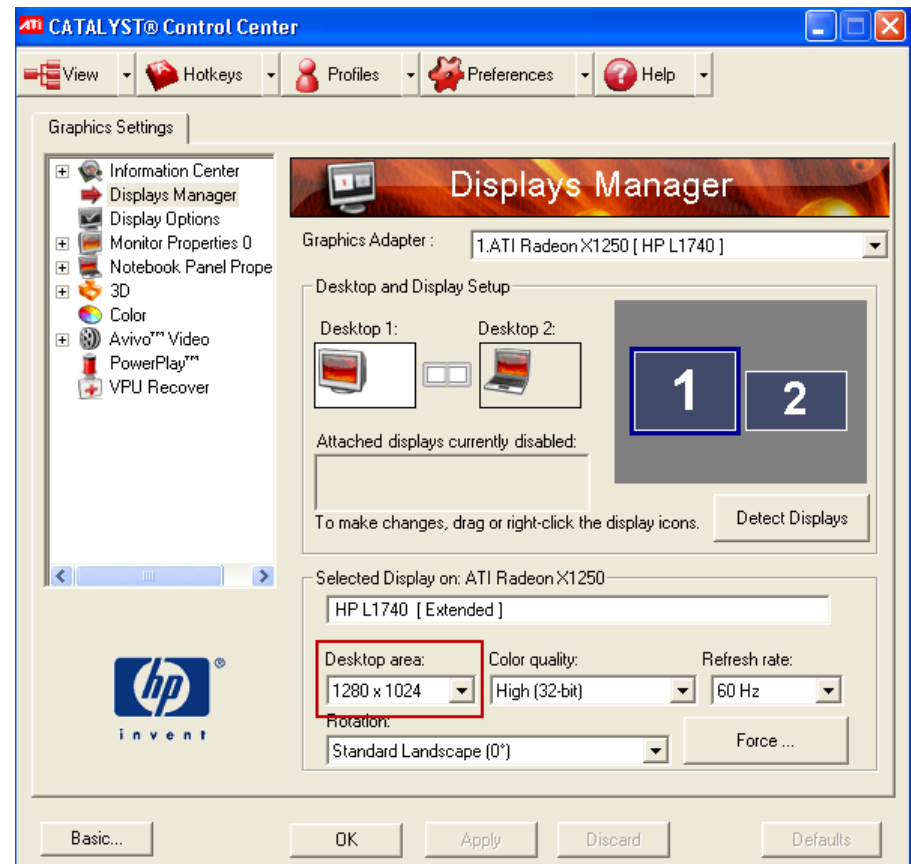 ATI CATALYST® Control Center
View Hotkeys Profiles Preferences Help
Graphics Settings
Information Center
Displays Manager
Display Options
Monitor Properties 0
Notebook Panel Prope
3D
Color
Avivo™ Video
PowerPlay™
VPU Recover
Displays Manager
Graphics Adapter : 1.ATI Radeon X1250 [ HP L1740 ]
Desktop and Display Setup
Desktop 1: Desktop 2:
1 2
Attached displays currently disabled:
To make changes, drag or right-click the display icons. Detect Displays
Selected Display on: ATI Radeon X1250
HP L1740 [ Extended ]
Desktop area: Color quality: Refresh rate:
1280 x 1024 High (32-bit) 60 Hz
Rotation:
Standard Landscape (0°) Force ...
hp ®
invent
Basic... OK Apply Discard Defaults